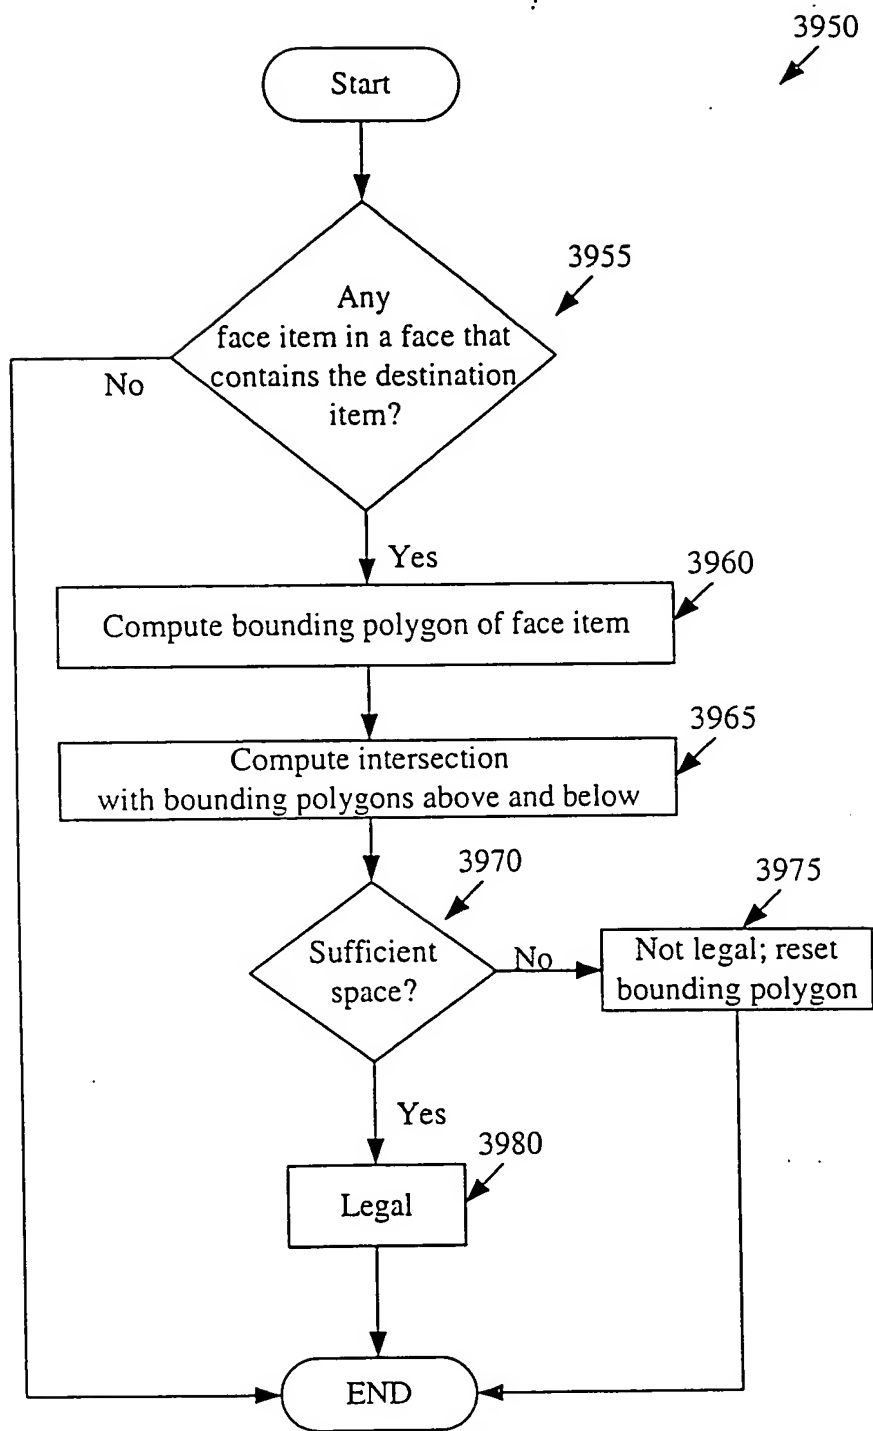 3950
Start
3955
Any
face item in a face that
contains the destination
item?
No
Yes
3960
Compute bounding polygon of face item
3965
Compute intersection
with bounding polygons above and below
3970
3975
Sufficient
space?
No
Not legal; reset
bounding polygon
Yes
3980
Legal
END